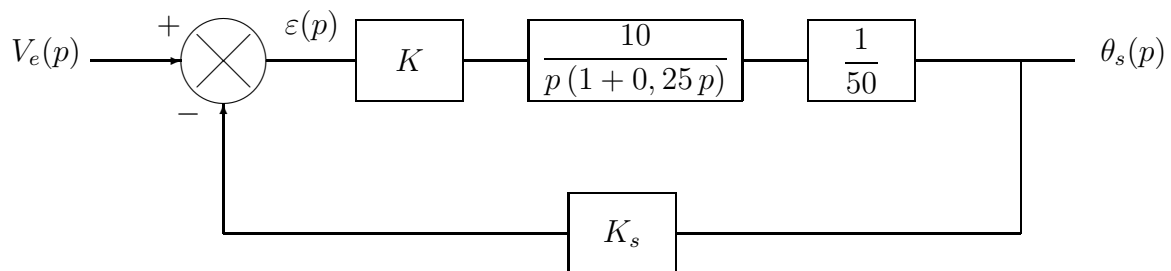 V_e(p)
+
−
ε(p)
K
10
p (1 + 0, 25 p)
1
50
θ_s(p)
K_s